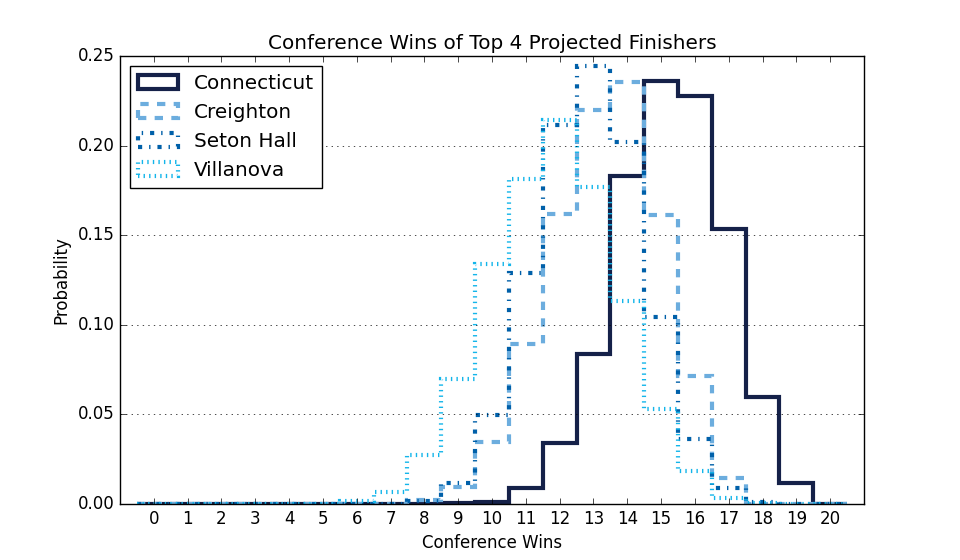 Conference Wins of Top 4 Projected Finishers
Connecticut
Creighton
Seton Hall
Villanova
0.25
0.20
0.15
0.10
0.05
0.00
Probability
0 1 2 3 4 5 6 7 8 9 10 11 12 13 14 15 16 17 18 19 20
Conference Wins